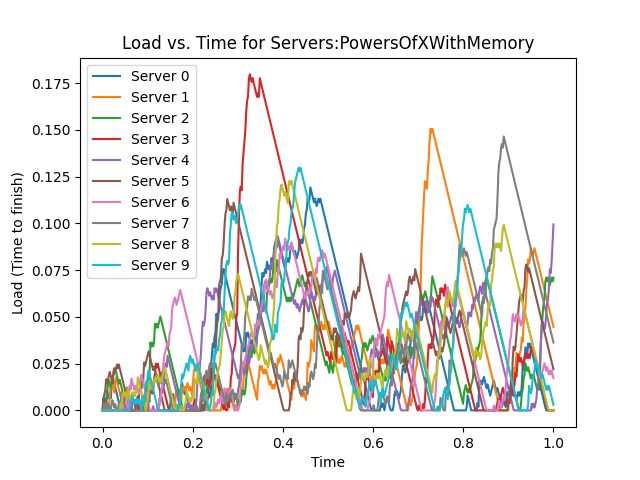 Load vs. Time for Servers:PowersOfXWithMemory
Load (Time to finish)
0.175
0.150
0.125
0.100
0.075
0.050
0.025
0.000
Server 0
Server 1
Server 2
Server 3
Server 4
Server 5
Server 6
Server 7
Server 8
Server 9
0.0 0.2 0.4 0.6 0.8 1.0
Time